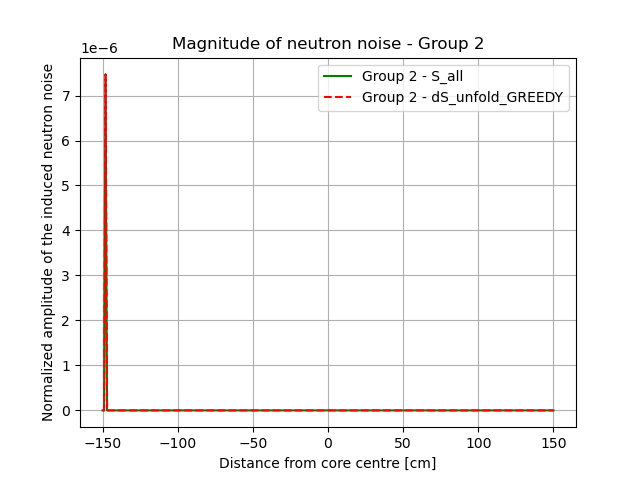 Magnitude of neutron noise - Group 2
1e−6
Group 2 - S_all
Group 2 - dS_unfold_GREEDY
Normalized amplitude of the induced neutron noise
7
6
5
4
3
2
1
0
−150 −100 −50 0 50 100 150
Distance from core centre [cm]